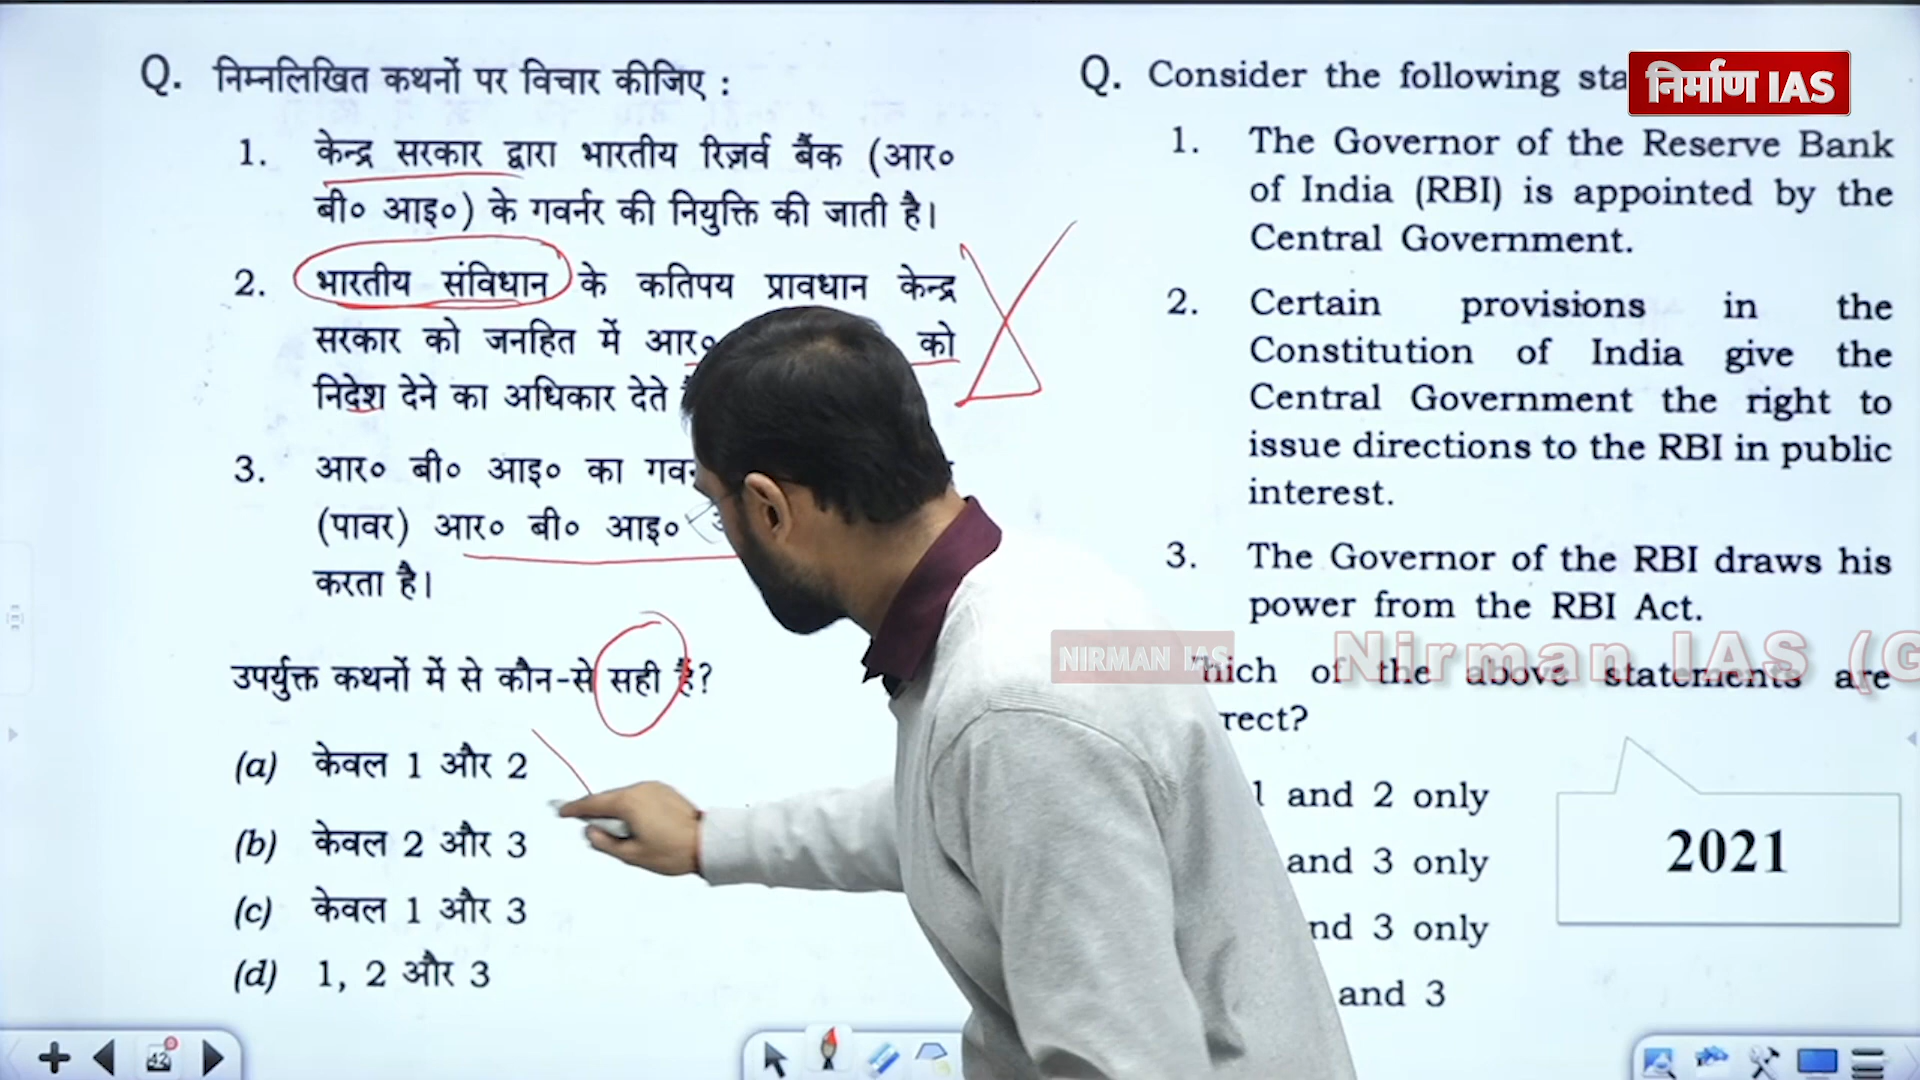 Q. निम्नलिखित कथनों पर विचार कीजिए :
1. केन्द्र सरकार द्वारा भारतीय रिज़र्व बैंक (आर०
बी० आइ०) के गवर्नर की नियुक्ति की जाती है।
2. भारतीय संविधान के कतिपय प्रावधान केन्द्र
सरकार को जनहित में आर० को
निदेश देने का अधिकार देते
3. आर० बी० आइ० का
(पावर) आर० बी० आइ०
करता है।
उपर्युक्त कथनों में से कौन-से सही हैं?
(a) केवल 1 और 2
(b) केवल 2 और 3
(c) केवल 1 और 3
(d) 1, 2 और 3
Q. Consider the following
निर्माण IAS
1. The Governor of the Reserve Bank
of India (RBI) is appointed by the
Central Government.
2. Certain provisions in the
Constitution of India give the
Central Government the right to
issue directions to the RBI in public
interest.
3. The Governor of the RBI draws his
power from the RBI Act.
NIRMAN IAS
Nirman IAS (G
of the above statements are
1 and 2 only
and 3 only
3 only
and 3
2021
42